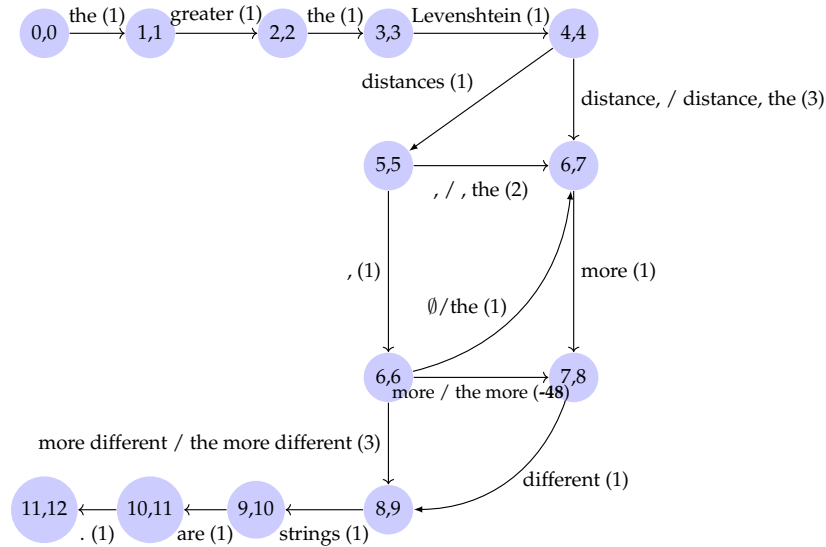 the (1) greater (1) the (1) Levenshtein (1)
0,0 1,1 2,2 3,3 4,4
distances (1)
distance, / distance, the (3)
5,5 6,7
, / , the (2)
, (1) more (1)
∅/the (1)
6,6 7,8
more / the more (-48)
more different / the more different (3)
different (1)
11,12 10,11 9,10 8,9
. (1) are (1) strings (1)